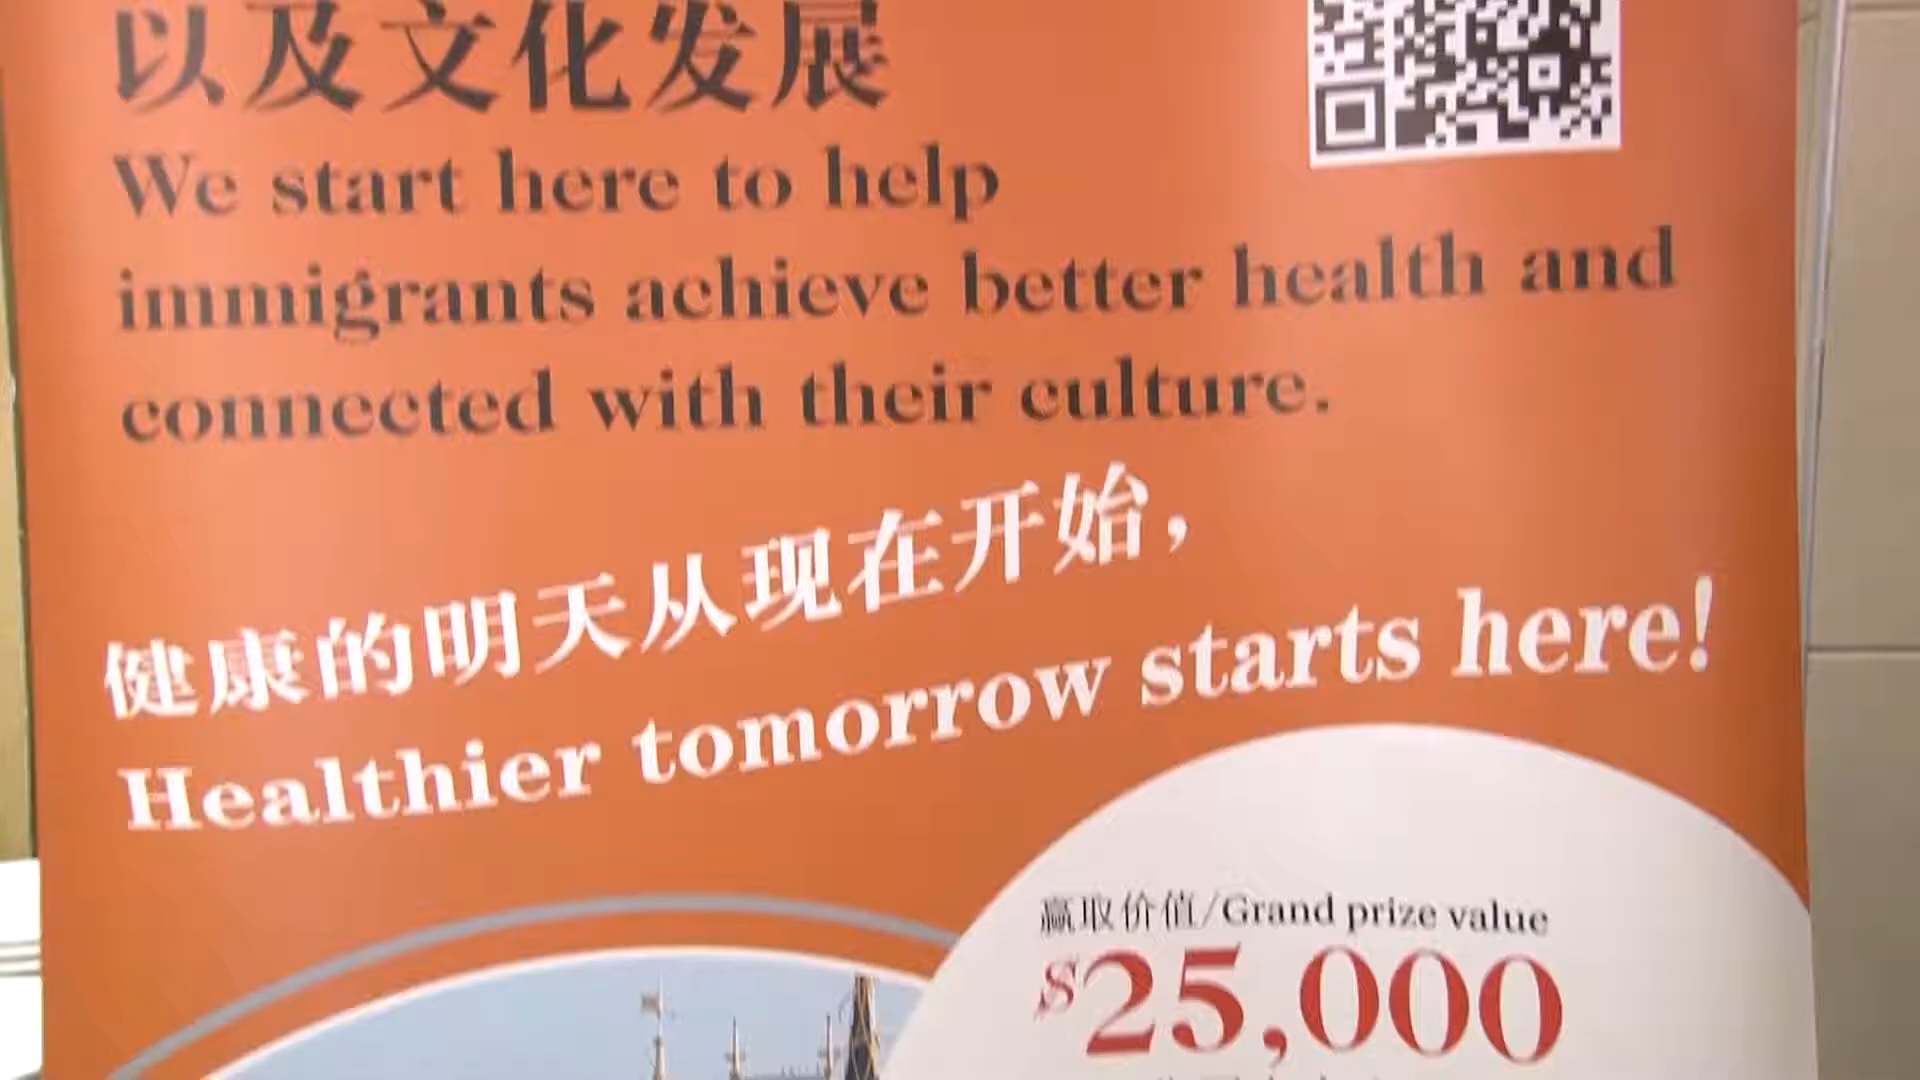 以及文化发展
We start here to help
immigrants achieve better health and
connected with their culture.
健康的明天从现在开始，
Healthier tomorrow starts here!
赢取价值/Grand prize value
$25,000